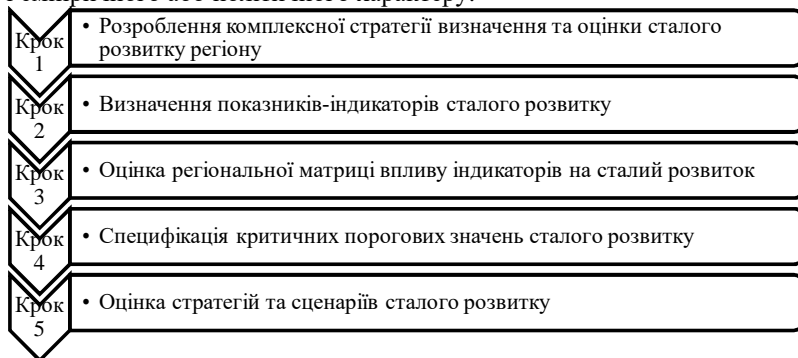 Крок
1
• Розроблення комплексної стратегії визначення та оцінки сталого
розвитку регіону
Крок
2
• Визначення показників-індикаторів сталого розвитку
Крок
3
• Оцінка регіональної матриці впливу індикаторів на сталий розвиток
Крок
4
• Специфікація критичних порогових значень сталого розвитку
Крок
5
• Оцінка стратегій та сценаріїв сталого розвитку